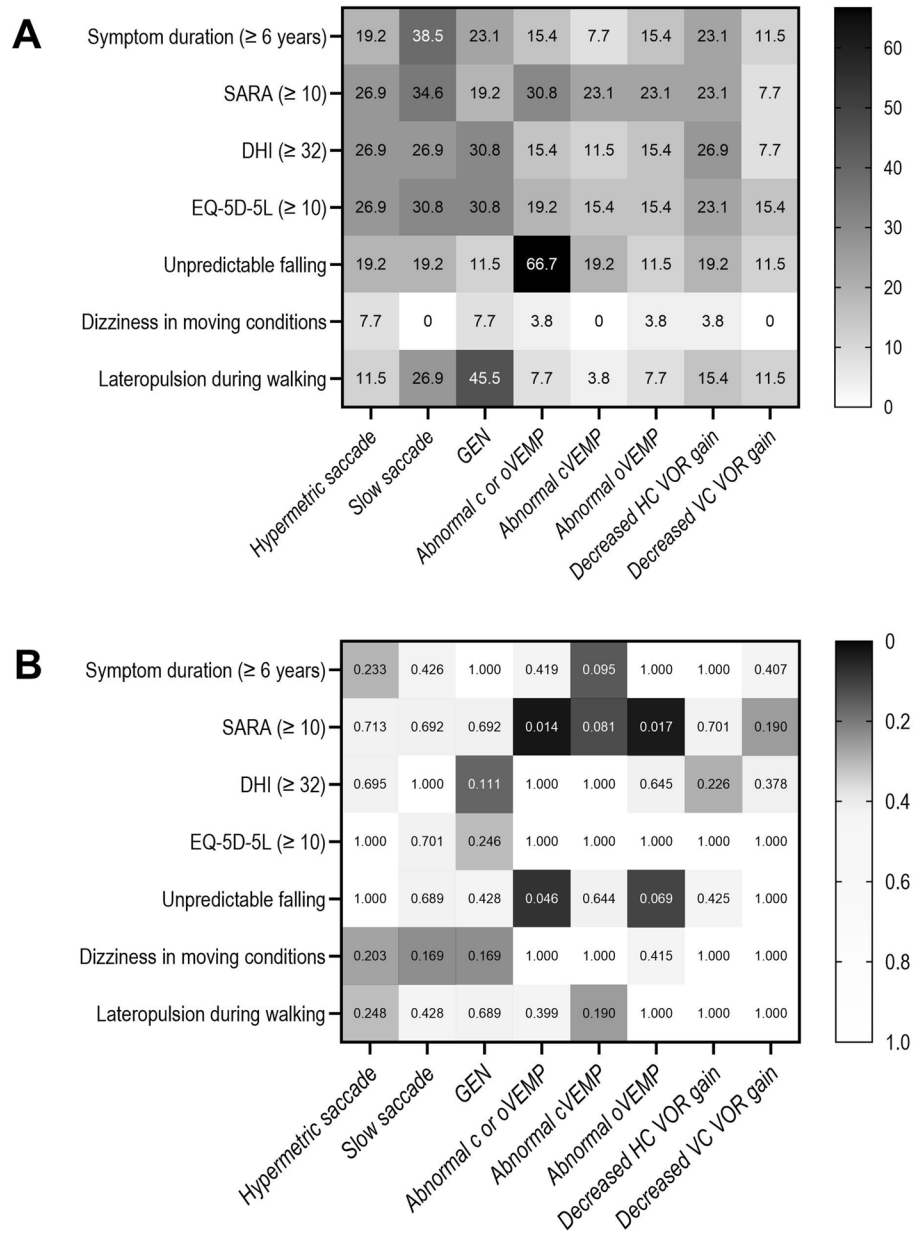 A
Symptom duration (≥ 6 years) 19.2 38.5 23.1 15.4 7.7 15.4 23.1 11.5
SARA (≥ 10) 26.9 34.6 19.2 30.8 23.1 23.1 23.1 7.7
DHI (≥ 32) 26.9 26.9 30.8 15.4 11.5 15.4 26.9 7.7
EQ-5D-5L (≥ 10) 26.9 30.8 30.8 19.2 15.4 15.4 23.1 15.4
Unpredictable falling 19.2 19.2 11.5 66.7 19.2 11.5 19.2 11.5
Dizziness in moving conditions 7.7 0 7.7 3.8 0 3.8 3.8 0
Lateropulsion during walking 11.5 26.9 45.5 7.7 3.8 7.7 15.4 11.5
Hypermetric saccade
Slow saccade
GEN
Abnormal c or oVEMP
Abnormal cVEMP
Abnormal oVEMP
Decreased HC VOR gain
Decreased VC VOR gain
60
50
40
30
20
10
0
B
Symptom duration (≥ 6 years) 0.233 0.426 1.000 0.419 0.095 1.000 1.000 0.407
SARA (≥ 10) 0.713 0.692 0.692 0.014 0.081 0.017 0.701 0.190
DHI (≥ 32) 0.695 1.000 0.111 1.000 1.000 0.645 0.226 0.378
EQ-5D-5L (≥ 10) 1.000 0.701 0.246 1.000 1.000 1.000 1.000 1.000
Unpredictable falling 1.000 0.689 0.428 0.046 0.644 0.069 0.425 1.000
Dizziness in moving conditions 0.203 0.169 0.169 1.000 1.000 0.415 1.000 1.000
Lateropulsion during walking 0.248 0.428 0.689 0.399 0.190 1.000 1.000 1.000
Hypermetric saccade
Slow saccade
GEN
Abnormal c or oVEMP
Abnormal cVEMP
Abnormal oVEMP
Decreased HC VOR gain
Decreased VC VOR gain
0
0.2
0.4
0.6
0.8
1.0